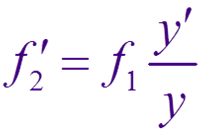 f₂′ = f₁ y′/y